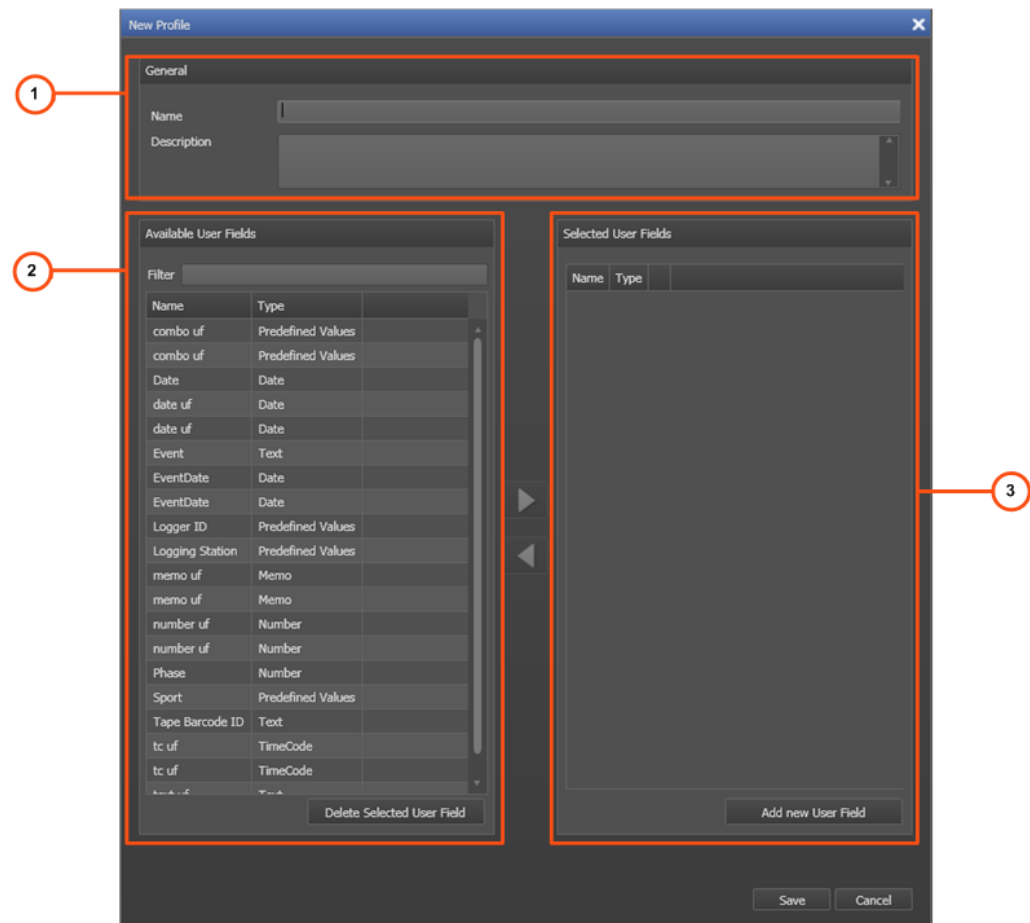 New Profile
General
1
Name
Description
Available User Fields
Selected User Fields
2
Filter
Name Type
Name Type
combo uf Predefined Values
combo uf Predefined Values
Date Date
date uf Date
date uf Date
Event Text
EventDate Date
EventDate Date
3
Logger ID Predefined Values
Logging Station Predefined Values
memo uf Memo
memo uf Memo
number uf Number
number uf Number
Phase Number
Sport Predefined Values
Tape Barcode ID Text
tc uf TimeCode
tc uf TimeCode
text uf Text
Delete Selected User Field
Add new User Field
Save Cancel